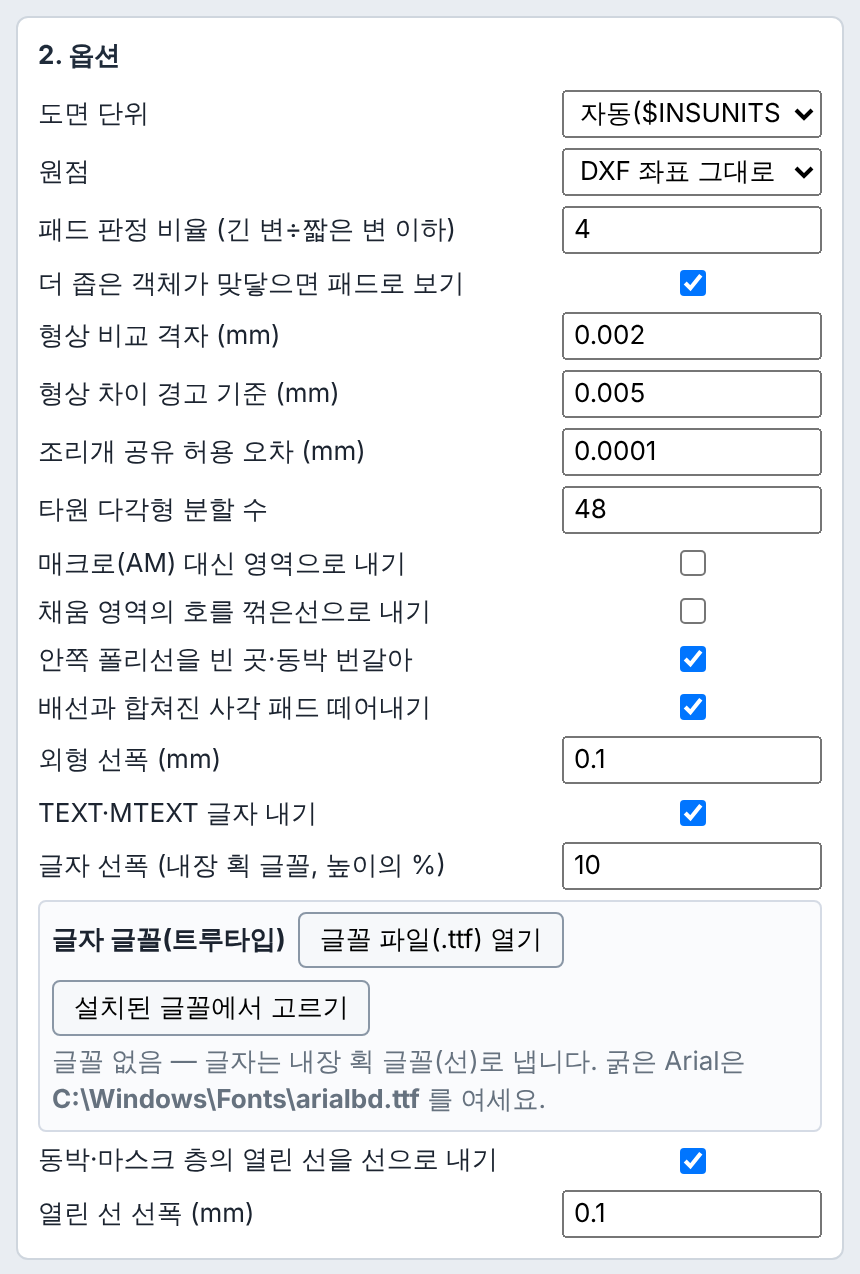 2. 옵션
도면 단위
자동($INSUNITS
원점
DXF 좌표 그대로
패드 판정 비율 (긴 변÷짧은 변 이하)
4
더 좁은 객체가 맞닿으면 패드로 보기
형상 비교 격자 (mm)
0.002
형상 차이 경고 기준 (mm)
0.005
조리개 공유 허용 오차 (mm)
0.0001
타원 다각형 분할 수
48
매크로(AM) 대신 영역으로 내기
채움 영역의 호를 꺾은선으로 내기
안쪽 폴리선을 빈 곳·동박 번갈아
배선과 합쳐진 사각 패드 떼어내기
외형 선폭 (mm)
0.1
TEXT·MTEXT 글자 내기
글자 선폭 (내장 획 글꼴, 높이의 %)
10
글자 글꼴(트루타입)
글꼴 파일(.ttf) 열기
설치된 글꼴에서 고르기
글꼴 없음 — 글자는 내장 획 글꼴(선)로 냅니다. 굵은 Arial은
C:\Windows\Fonts\arialbd.ttf 를 여세요.
동박·마스크 층의 열린 선을 선으로 내기
열린 선 선폭 (mm)
0.1